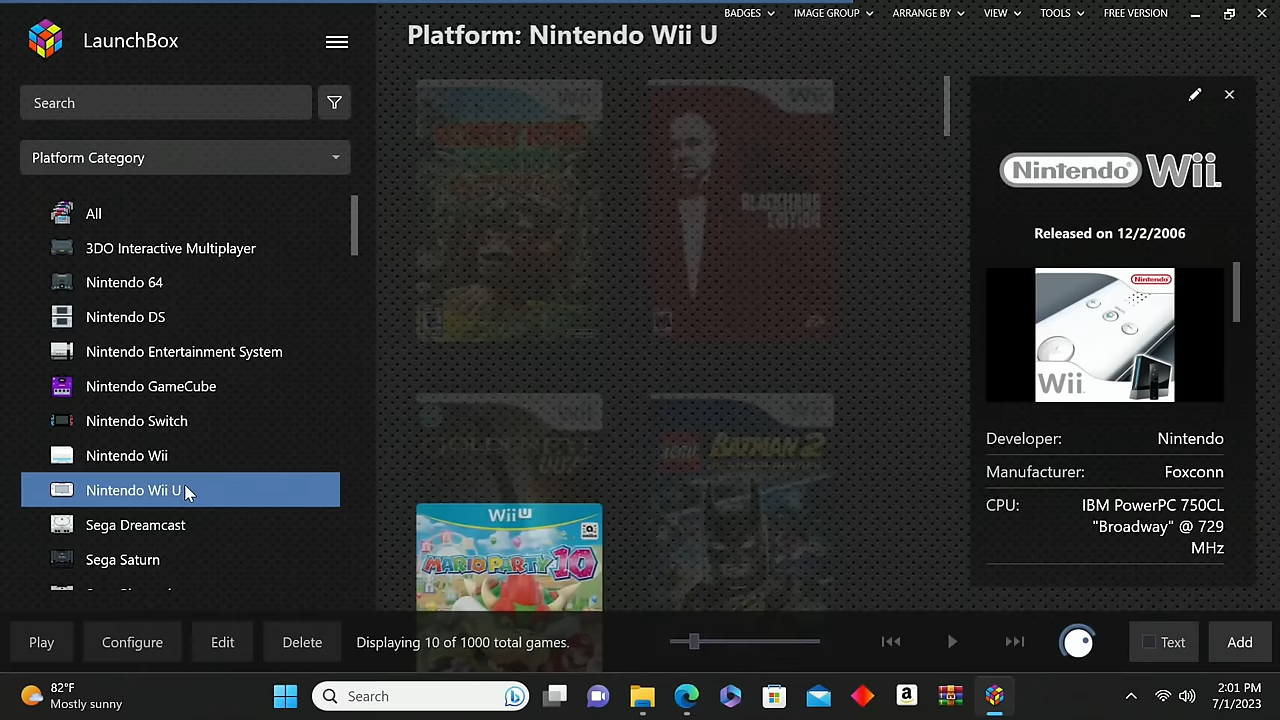 BADGES IMAGE GROUP ARRANGE BY VIEW TOOLS FREE VERSION
LaunchBox
Platform: Nintendo Wii U
Search
Platform Category
All
3DO Interactive Multiplayer
Nintendo 64
Nintendo DS
Nintendo Entertainment System
Nintendo GameCube
Nintendo Switch
Nintendo Wii
Nintendo Wii U
Sega Dreamcast
Sega Saturn
BATMAN 2
WiiU
MARIO PARTY 10
Nintendo Wii
Released on 12/2/2006
Nintendo
Wii
Developer: Nintendo
Manufacturer: Foxconn
CPU: IBM PowerPC 750CL
"Broadway" @ 729
MHz
Play Configure Edit Delete Displaying 10 of 1000 total games. Text Add
82°F
Mostly sunny
Search
2:01 PM
7/1/2023